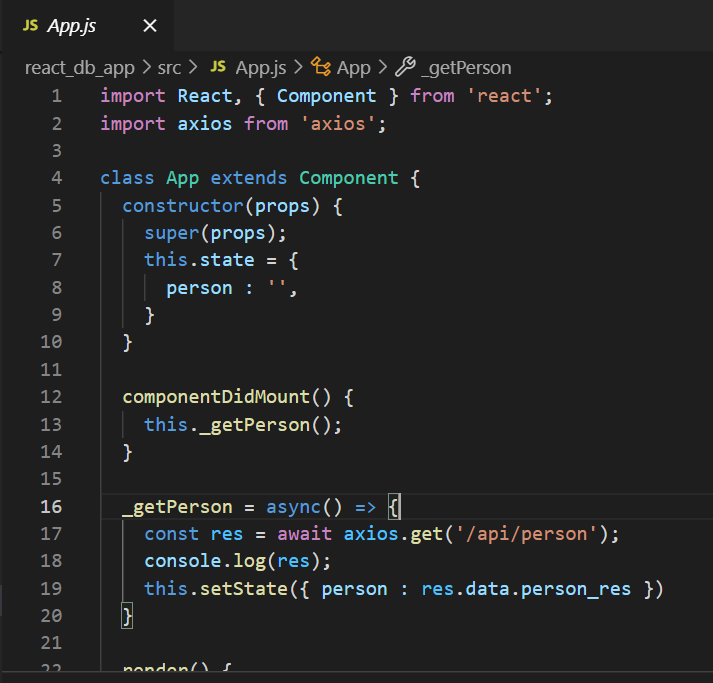 JS App.js ×
react_db_app > src > JS App.js > App > _getPerson
1 import React, { Component } from 'react';
2 import axios from 'axios';
3
4 class App extends Component {
5 constructor(props) {
6 super(props);
7 this.state = {
8 person : '',
9 }
10 }
11
12 componentDidMount() {
13 this._getPerson();
14 }
15
16 _getPerson = async() => {
17 const res = await axios.get('/api/person');
18 console.log(res);
19 this.setState({ person : res.data.person_res })
20 }
21
22 render() {